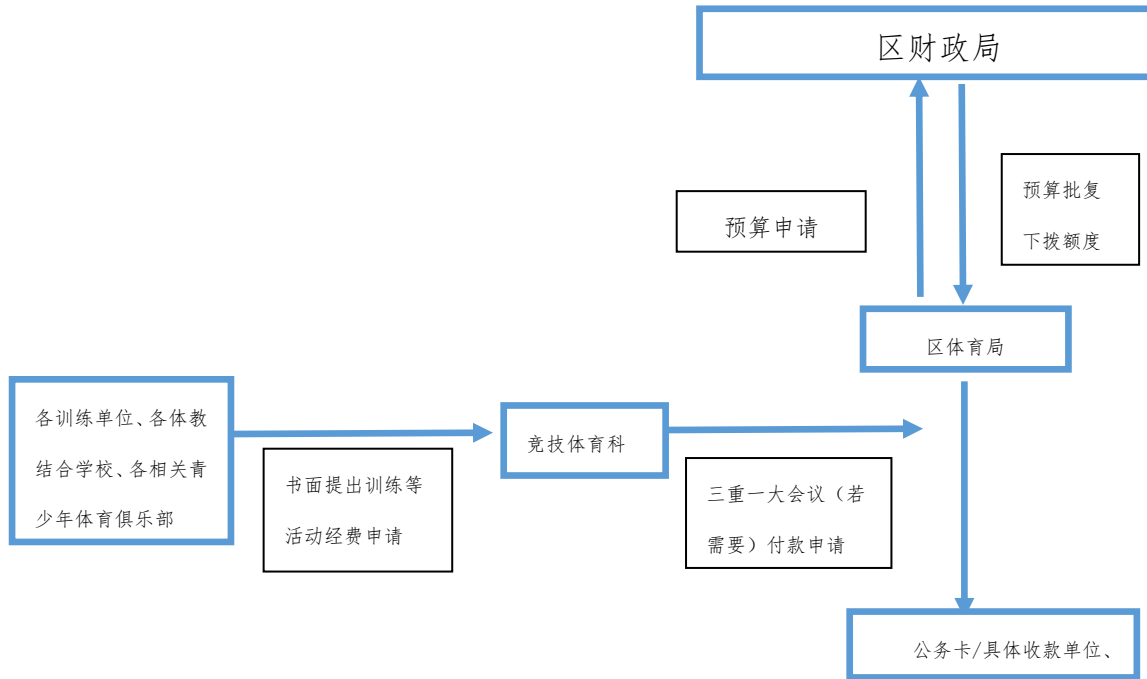 区财政局
预算申请
预算批复
下拨额度
区体育局
各训练单位、各体教
结合学校、各相关青
少年体育俱乐部
书面提出训练等
活动经费申请
竞技体育科
三重一大会议（若
需要）付款申请
公务卡/具体收款单位、